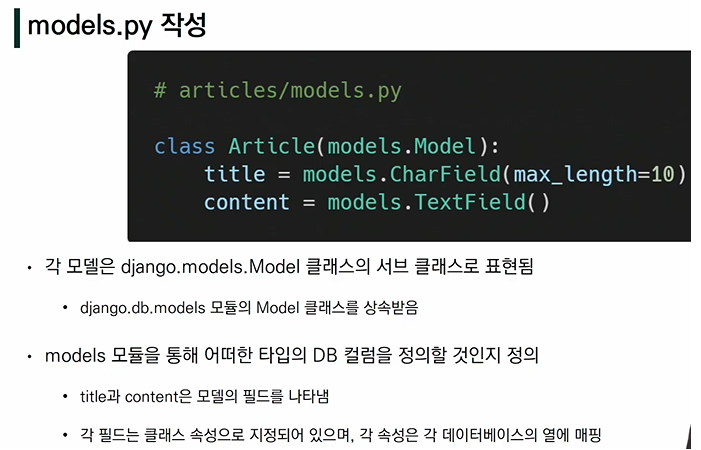 models.py 작성
# articles/models.py
class Article(models.Model):
title = models.CharField(max_length=10)
content = models.TextField()
• 각 모델은 django.models.Model 클래스의 서브 클래스로 표현됨
• django.db.models 모듈의 Model 클래스를 상속받음
• models 모듈을 통해 어떠한 타입의 DB 컬럼을 정의할 것인지 정의
• title과 content은 모델의 필드를 나타냄
• 각 필드는 클래스 속성으로 지정되어 있으며, 각 속성은 각 데이터베이스의 열에 매핑